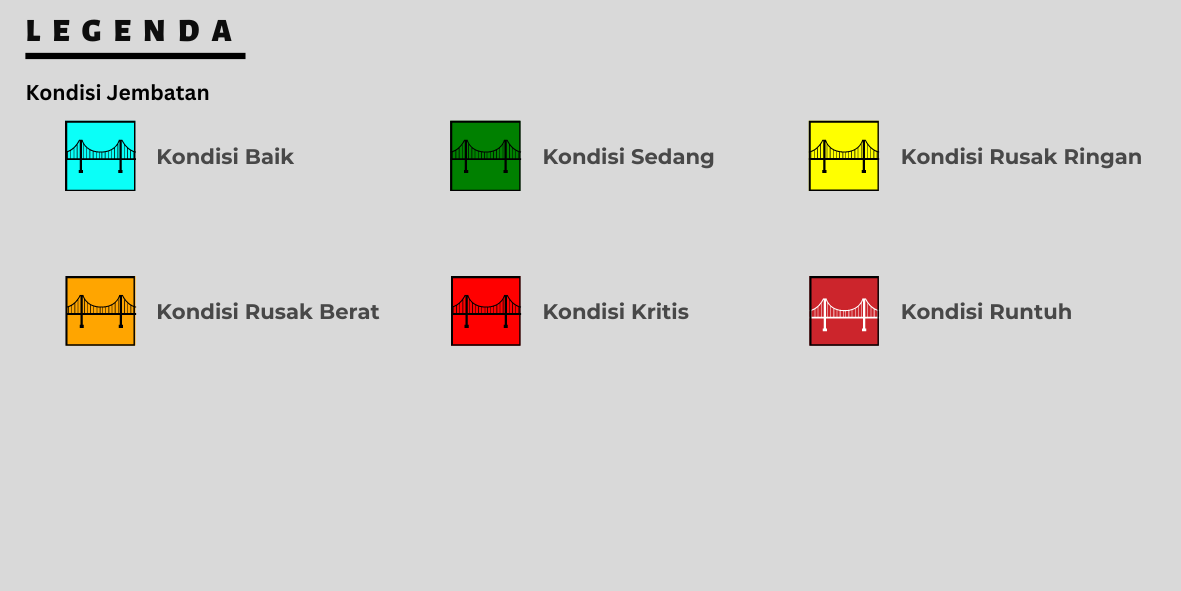 LEGENDA
Kondisi Jembatan
Kondisi Baik
Kondisi Sedang
Kondisi Rusak Ringan
Kondisi Rusak Berat
Kondisi Kritis
Kondisi Runtuh